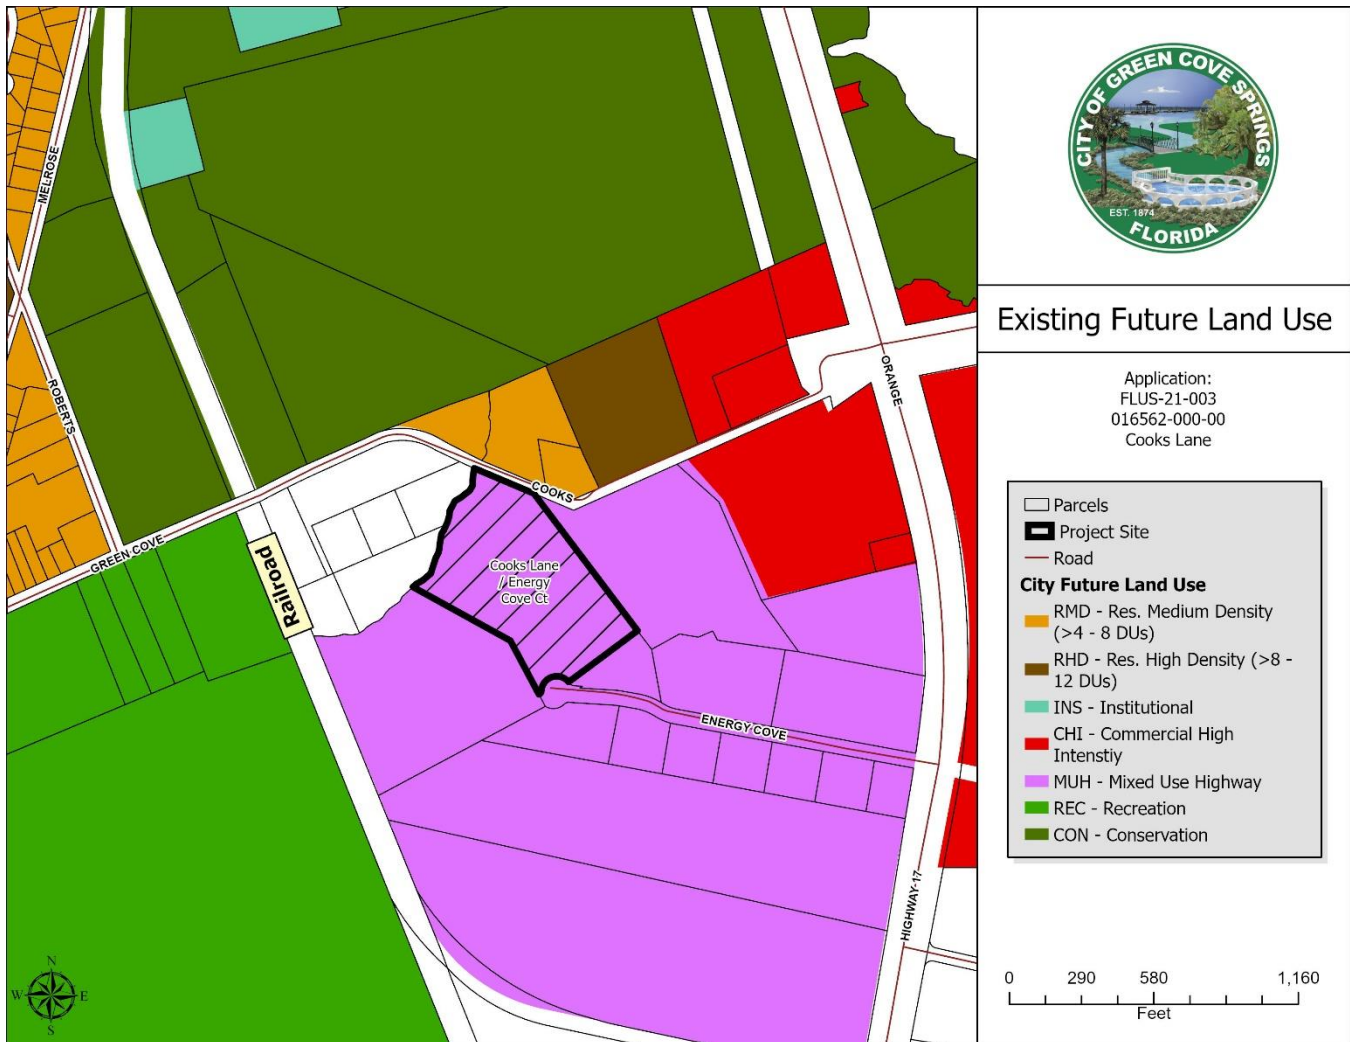 CITY OF GREEN COVE SPRINGS
EST. 1874
FLORIDA
Existing Future Land Use
Application:
FLUS-21-003
016562-000-00
Cooks Lane
Parcels
Project Site
Road
City Future Land Use
RMD - Res. Medium Density
(>4 - 8 DUs)
RHD - Res. High Density (>8 -
12 DUs)
INS - Institutional
CHI - Commercial High
Intenstiy
MUH - Mixed Use Highway
REC - Recreation
CON - Conservation
0 290 580 1,160
Feet
MELROSE
ROBERTS
GREEN COVE
Railroad
COOKS
Cooks Lane
/ Energy
Cove Ct
ORANGE
ENERGY COVE
HIGHWAY-17
N
W E
S